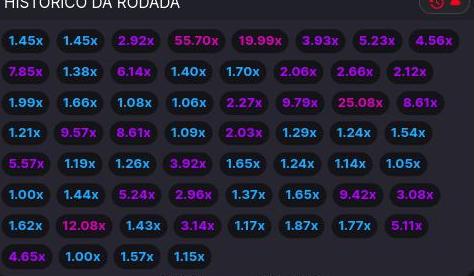 HISTÓRICO DA RODADA
1.45x 1.45x 2.92x 55.70x 19.99x 3.93x 5.23x 4.56x
7.85x 1.38x 6.14x 1.40x 1.70x 2.06x 2.66x 2.12x
1.99x 1.66x 1.08x 1.06x 2.27x 9.79x 25.08x 8.61x
1.21x 9.57x 8.61x 1.09x 2.03x 1.29x 1.24x 1.54x
5.57x 1.19x 1.26x 3.92x 1.65x 1.24x 1.14x 1.05x
1.00x 1.44x 5.24x 2.96x 1.37x 1.65x 9.42x 3.08x
1.62x 12.08x 1.43x 3.14x 1.17x 1.87x 1.77x 5.11x
4.65x 1.00x 1.57x 1.15x